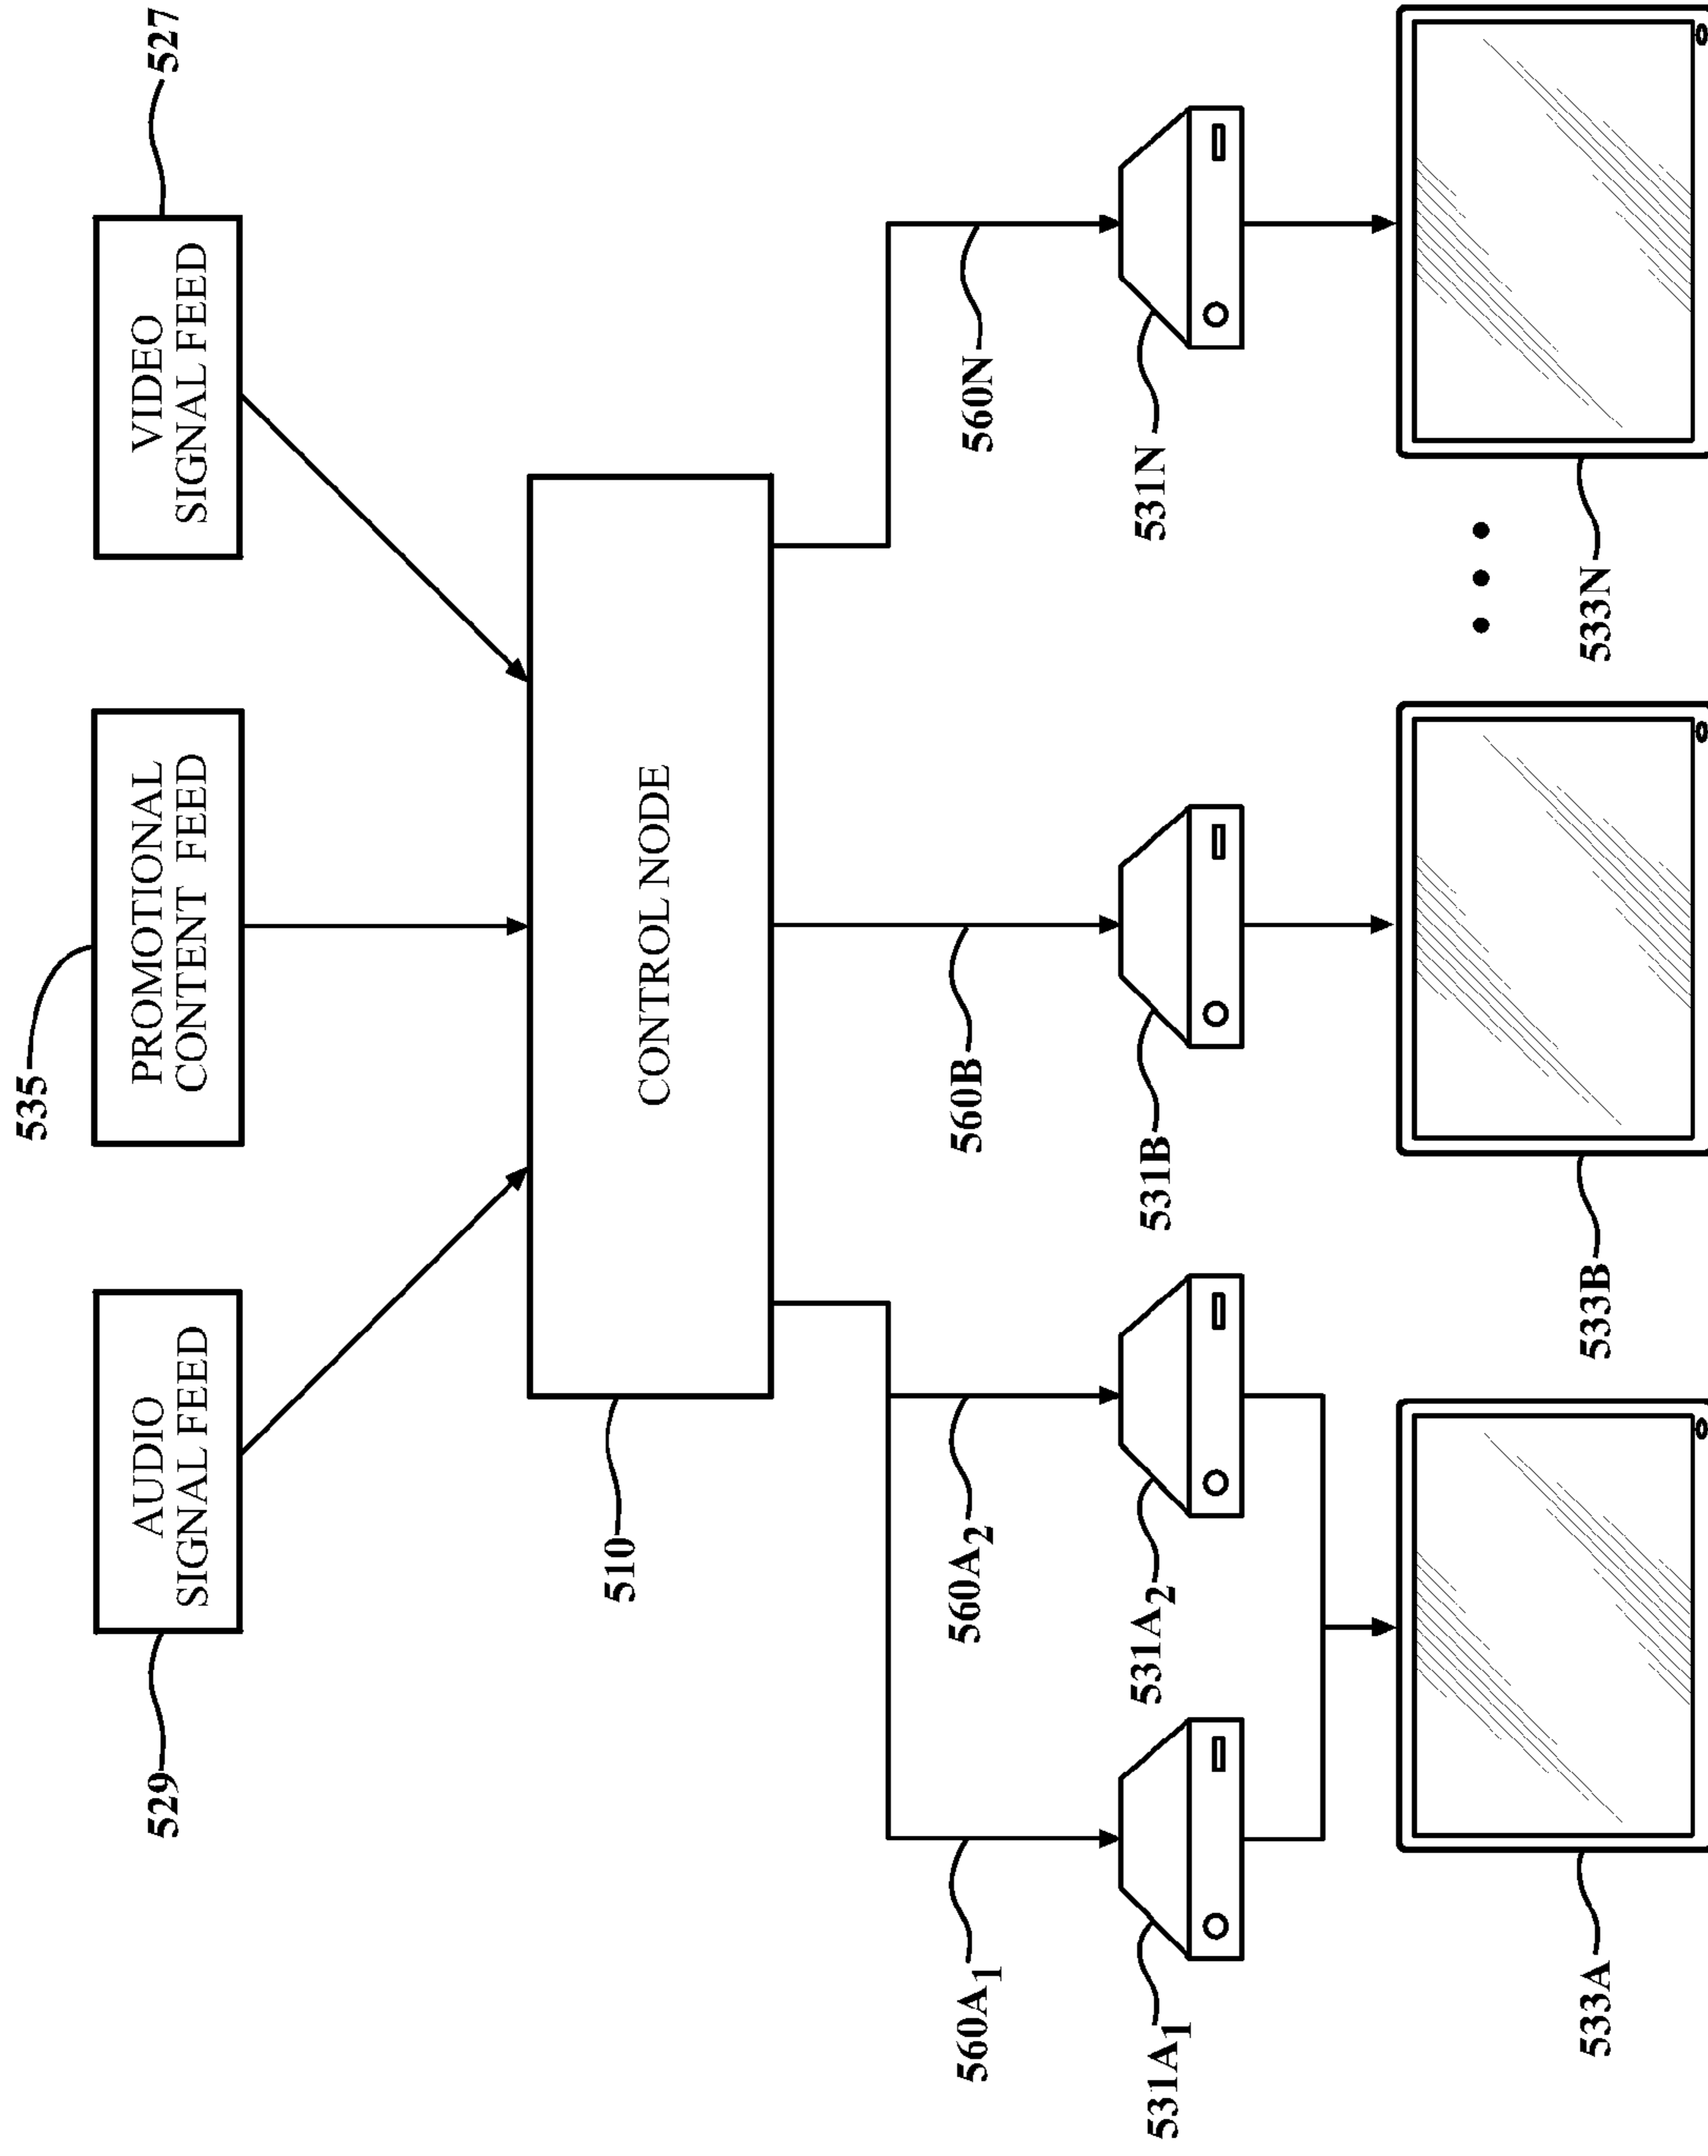 529
AUDIO
SIGNAL FEED
535
PROMOTIONAL
CONTENT FEED
527
VIDEO
SIGNAL FEED
510
CONTROL NODE
560A1
560A2
560B
560N
531A1
531A2
531B
531N
533A
533B
533N